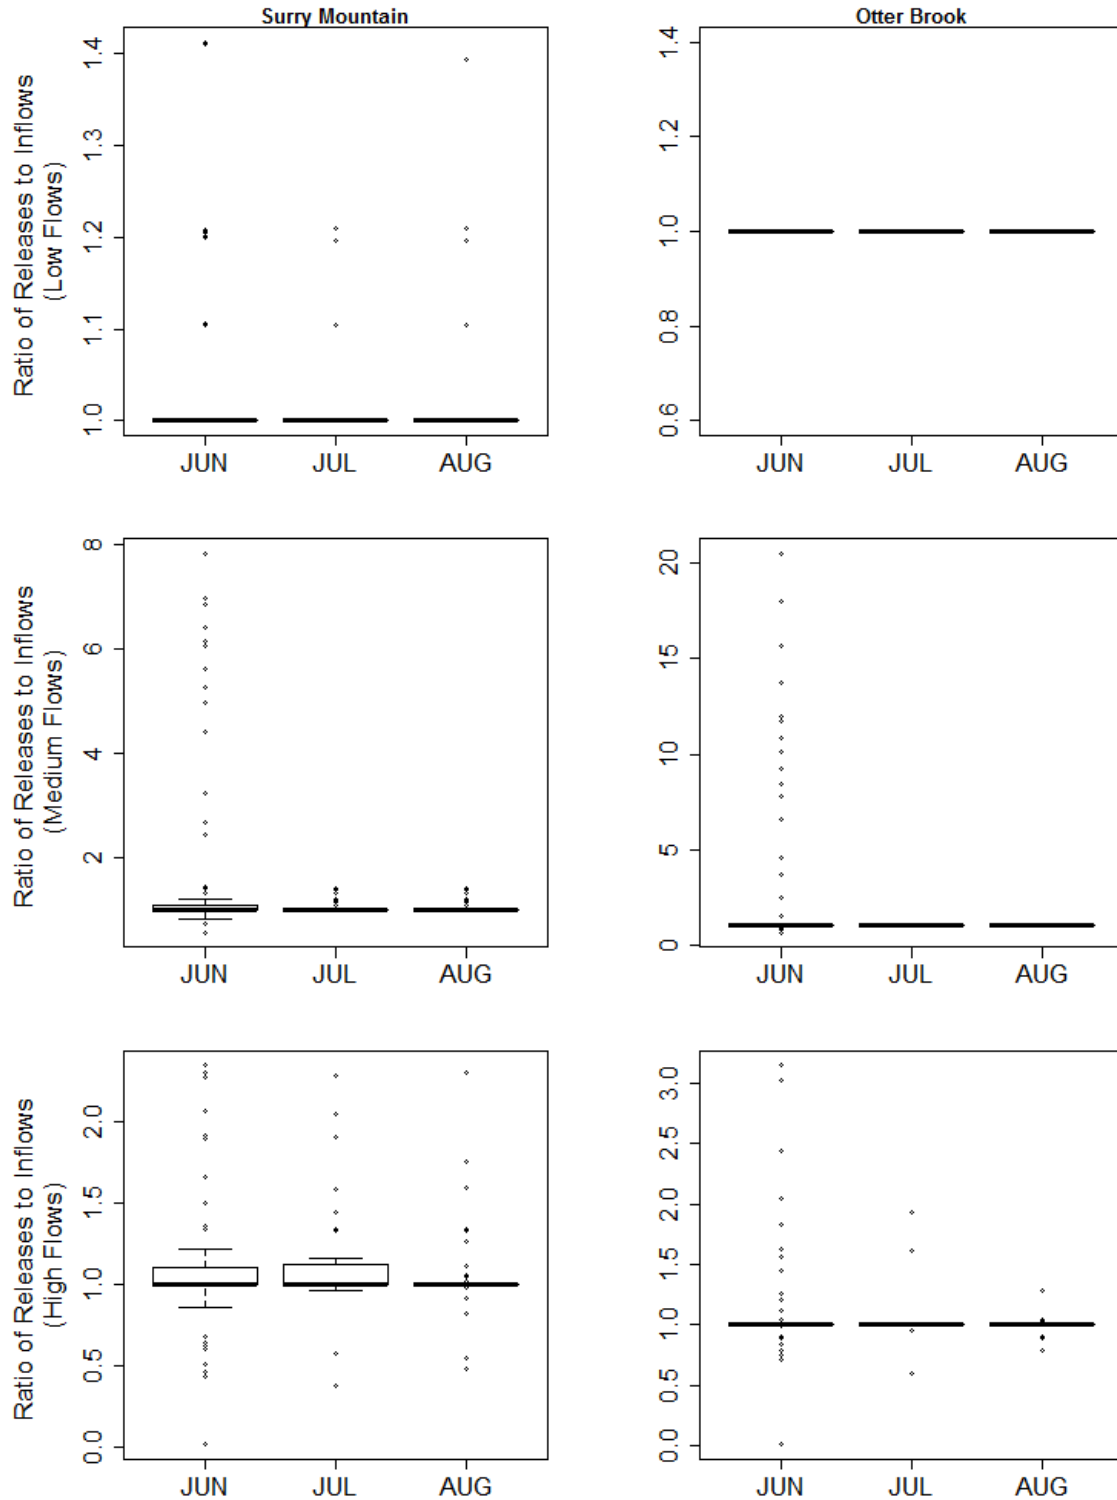 Surry Mountain
Otter Brook
Ratio of Releases to Inflows
(Low Flows)
1.4
1.3
1.2
1.1
1.0
JUN JUL AUG
1.4
1.2
1.0
0.8
0.6
JUN JUL AUG
Ratio of Releases to Inflows
(Medium Flows)
8
6
4
2
JUN JUL AUG
20
15
10
5
0
JUN JUL AUG
Ratio of Releases to Inflows
(High Flows)
2.0
1.5
1.0
0.5
0.0
JUN JUL AUG
3.0
2.5
2.0
1.5
1.0
0.5
0.0
JUN JUL AUG